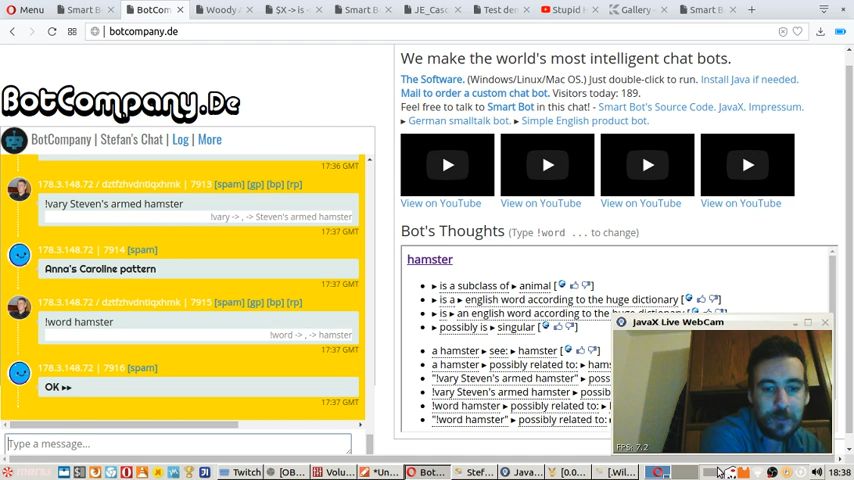 Menu
Smart B
BotCom
Woody A
$X -> is
Smart B
JE_Casc
Test den
Stupid H
Gallery
Smart B
botcompany.de
BotCompany.De
BotCompany | Stefan's Chat | Log | More
17:36 GMT
178.3.148.72 / dztfzhvdntiqxhmk | 7913 [spam] [gp] [bp] [rp]
!vary Steven's armed hamster
!vary -> , -> Steven's armed hamster
17:37 GMT
178.3.148.72 | 7914 [spam]
Anna's Caroline pattern
17:37 GMT
178.3.148.72 / dztfzhvdntiqxhmk | 7915 [spam] [gp] [bp] [rp]
!word hamster
!word -> , -> hamster
17:37 GMT
178.3.148.72 | 7916 [spam]
OK ▸▸
17:37 GMT
Type a message...
We make the world's most intelligent chat bots.
The Software. (Windows/Linux/Mac OS.) Just double-click to run. Install Java if needed.
Mail to order a custom chat bot. Visitors today: 189.
Feel free to talk to Smart Bot in this chat! - Smart Bot's Source Code. JavaX. Impressum.
▸ German smalltalk bot. ▸ Simple English product bot.
View on YouTube View on YouTube View on YouTube View on YouTube
Bot's Thoughts (Type !word ... to change)
hamster
▸ is a subclass of ▸ animal [
▸ is a ▸ english word according to the huge dictionary [
▸ is ▸ an english word according to the huge dictionary [
▸ possibly is ▸ singular [
a hamster ▸ see: ▸ hamster [
a hamster ▸ possibly related to: ▸ hams
"!vary Steven's armed hamster" ▸ poss
!vary Steven's armed hamster ▸ possib
!word hamster ▸ possibly related to: ▸
"!word hamster" ▸ possibly related to:
JavaX Live WebCam
FPS: 7.2
menu
Twitch
[OB
Volu
*Un
Bot...
Stef
Java
[0.0
[.Wil
18:38